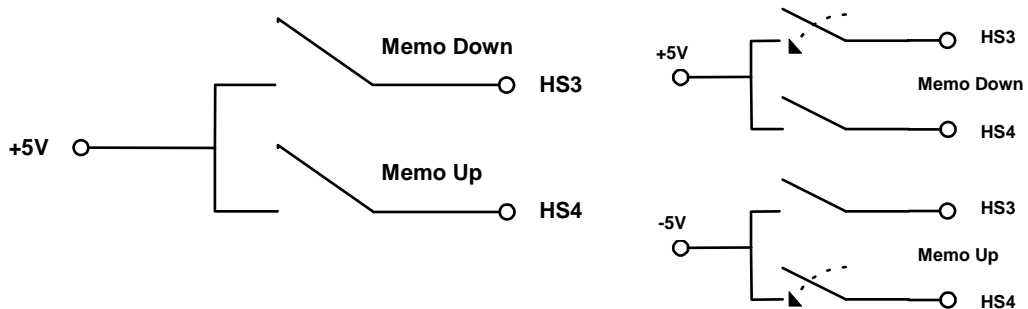 Memo Down
HS3
+5V
Memo Up
HS4
HS3
+5V
Memo Down
HS4
HS3
-5V
Memo Up
HS4